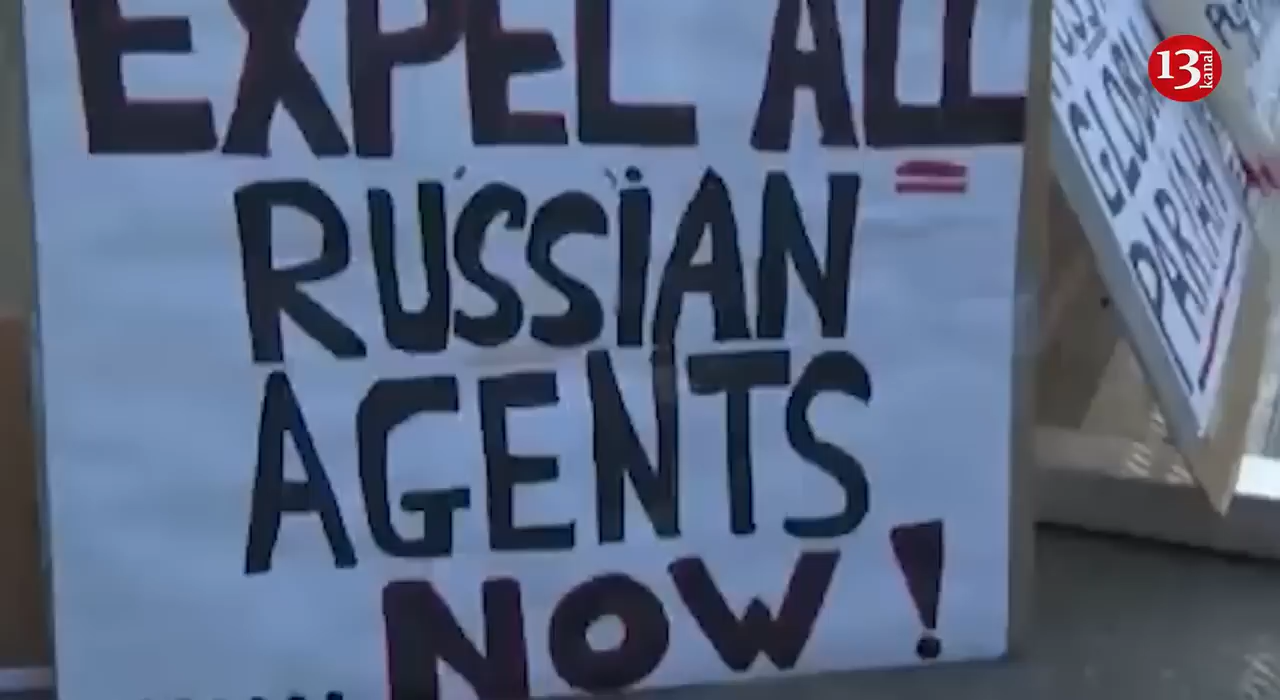 EXPEL ALL
RUSSIAN
AGENTS
NOW!
GLOBAL
PARIAH
13
kanal